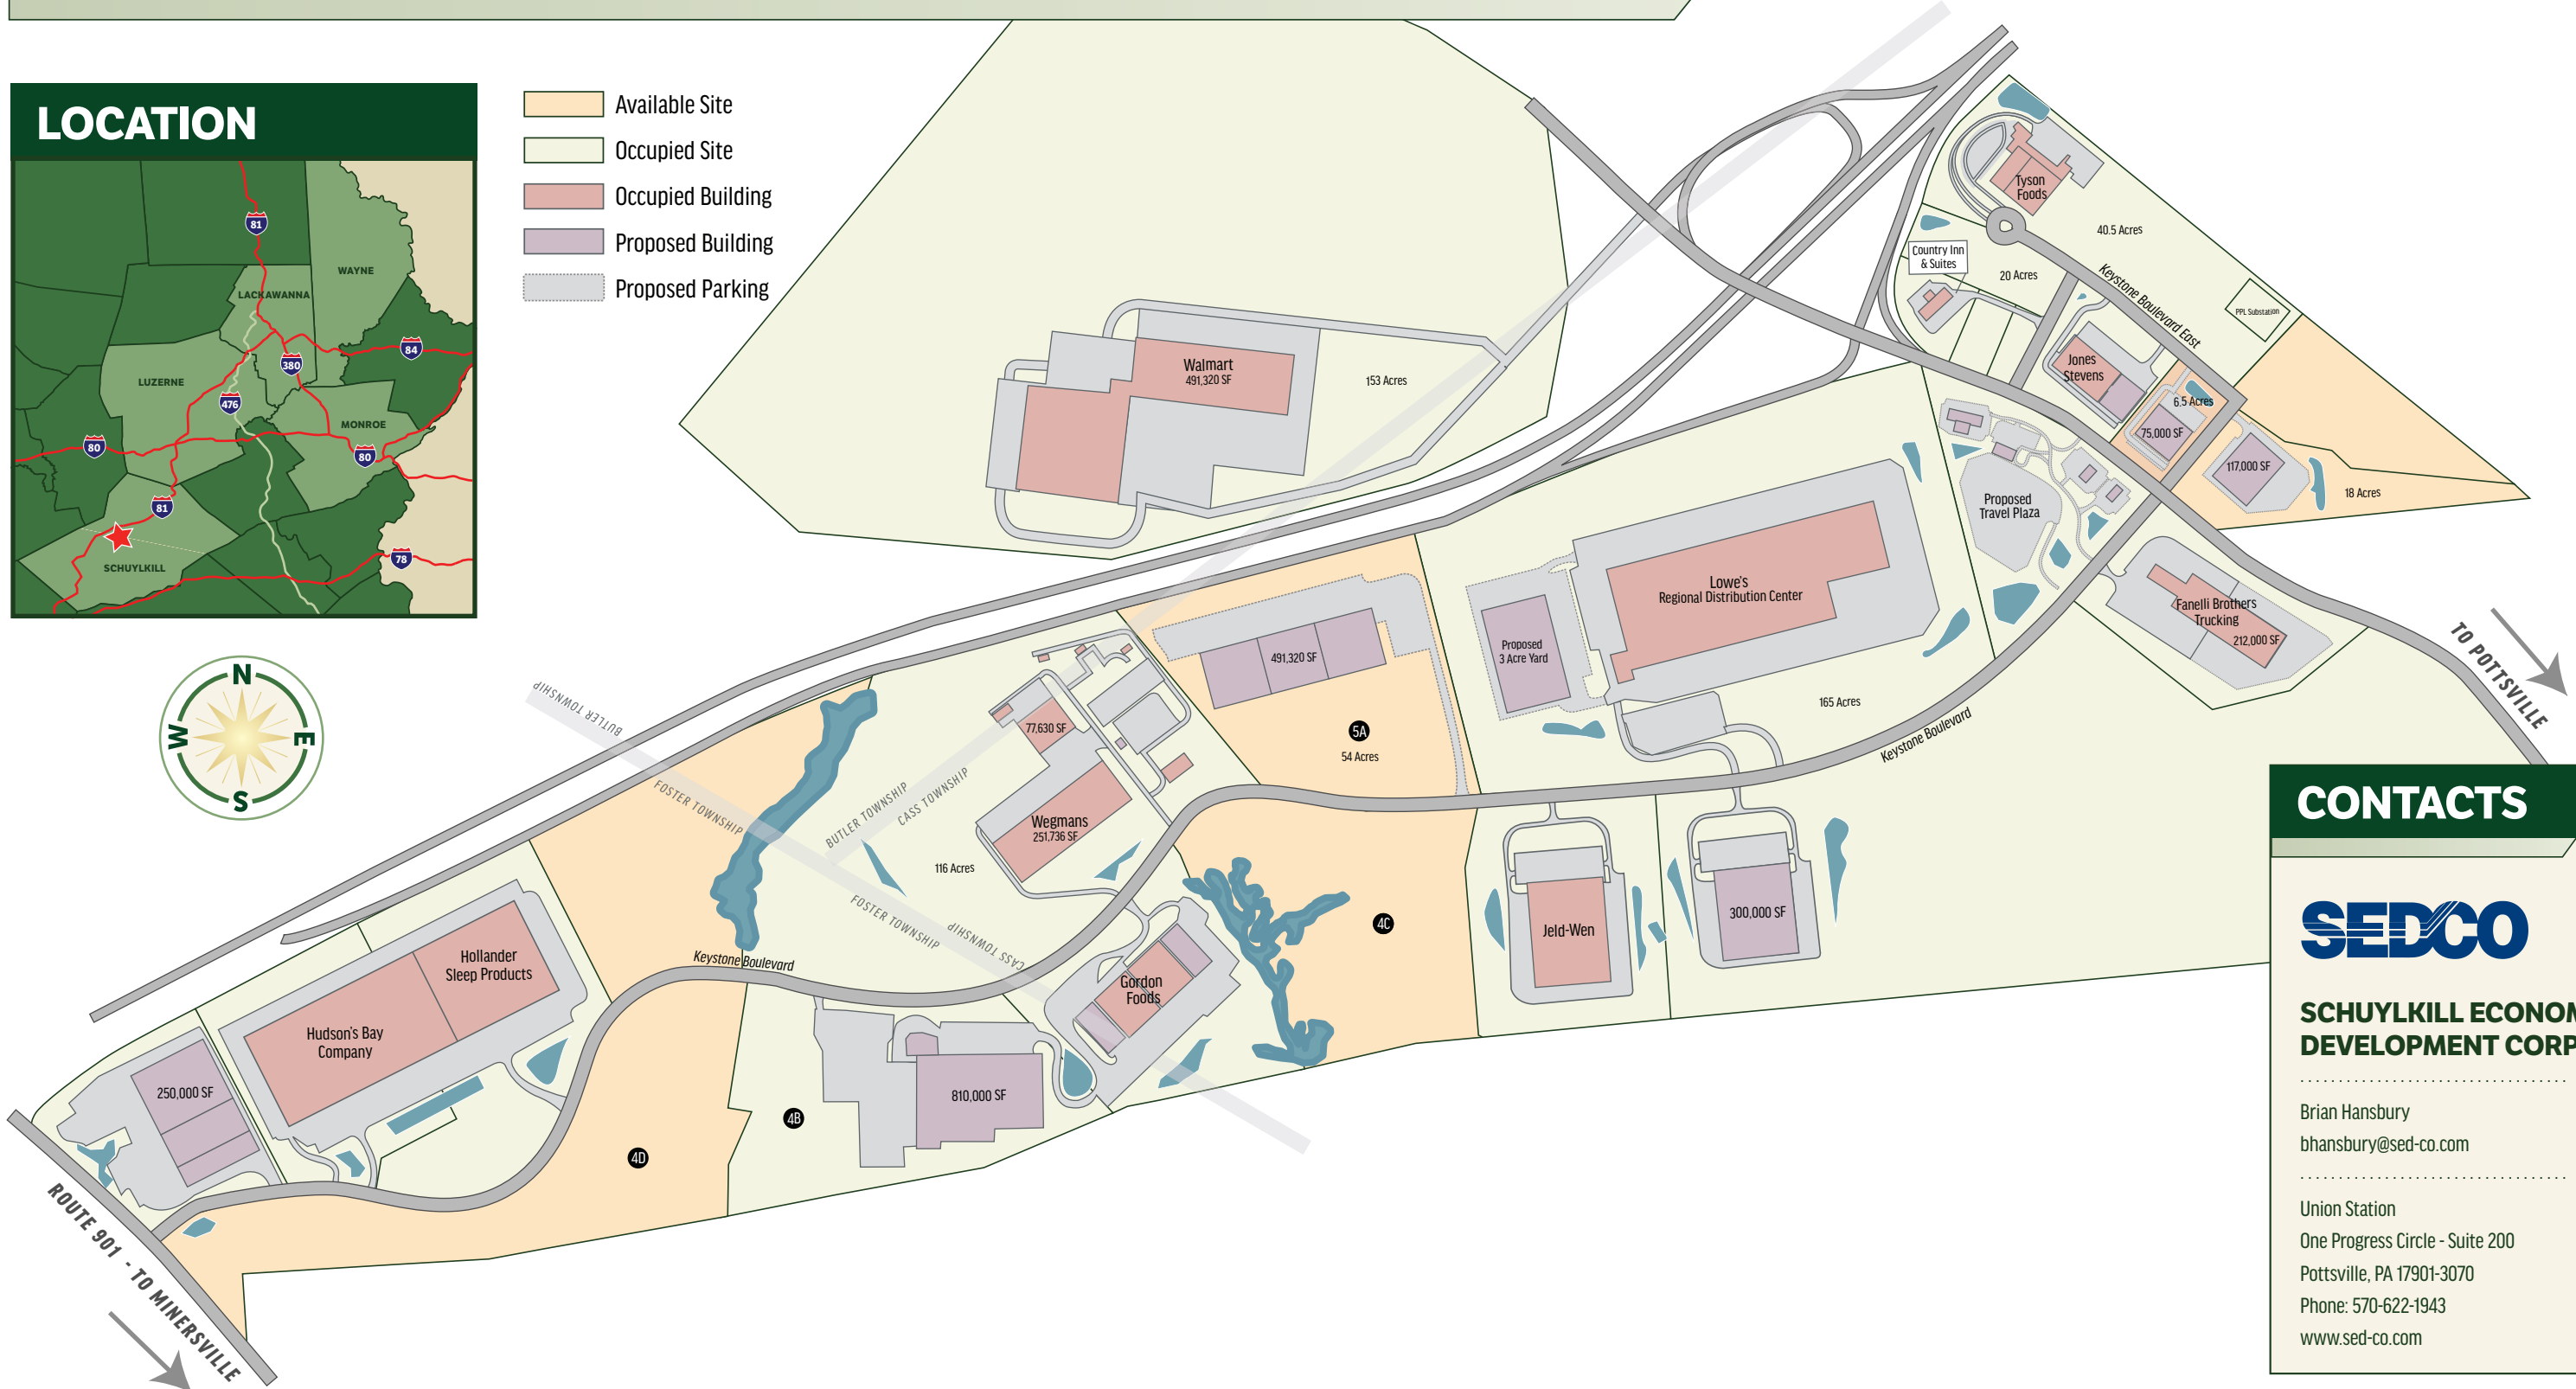 LOCATION
81
WAYNE
LACKAWANNA
84
380
LUZERNE
476
MONROE
80
80
81
78
SCHUYLKILL
Available Site
Occupied Site
Occupied Building
Proposed Building
Proposed Parking
N
W
E
S
Walmart
491,320 SF
153 Acres
Tyson
Foods
40.5 Acres
Country Inn
& Suites
20 Acres
Keystone Boulevard East
PPL Substation
Jones
Stevens
6.5 Acres
75,000 SF
117,000 SF
18 Acres
Proposed
Travel Plaza
Fanelli Brothers
Trucking
212,000 SF
TO POTTSVILLE
Lowe's
Regional Distribution Center
Proposed
3 Acre Yard
165 Acres
Keystone Boulevard
491,320 SF
5A
54 Acres
BUTLER TOWNSHIP
FOSTER TOWNSHIP
BUTLER TOWNSHIP
CASS TOWNSHIP
77,630 SF
Wegmans
251,736 SF
116 Acres
FOSTER TOWNSHIP
CASS TOWNSHIP
Keystone Boulevard
4C
Jeld-Wen
300,000 SF
Hollander
Sleep Products
Hudson's Bay
Company
250,000 SF
Gordon
Foods
810,000 SF
4B
4D
ROUTE 901 - TO MINERSVILLE
CONTACTS
SEDCO
SCHUYLKILL ECONOM
DEVELOPMENT CORP
Brian Hansbury
bhansbury@sed-co.com
Union Station
One Progress Circle - Suite 200
Pottsville, PA 17901-3070
Phone: 570-622-1943
www.sed-co.com